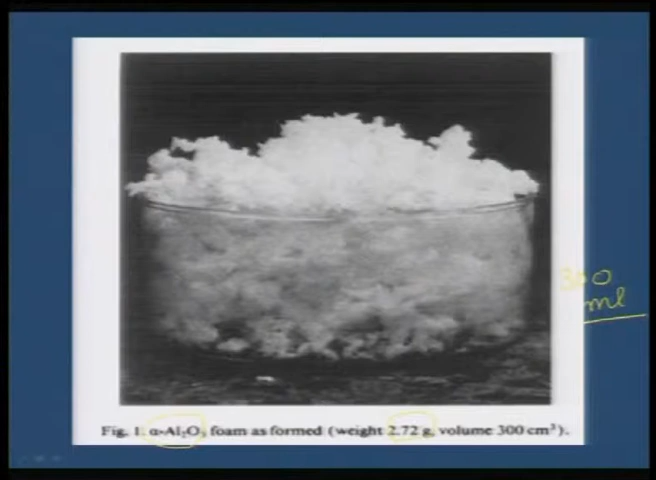 300
ml
Fig. 1. α-Al₂O₃ foam as formed (weight 2.72 g, volume 300 cm³).